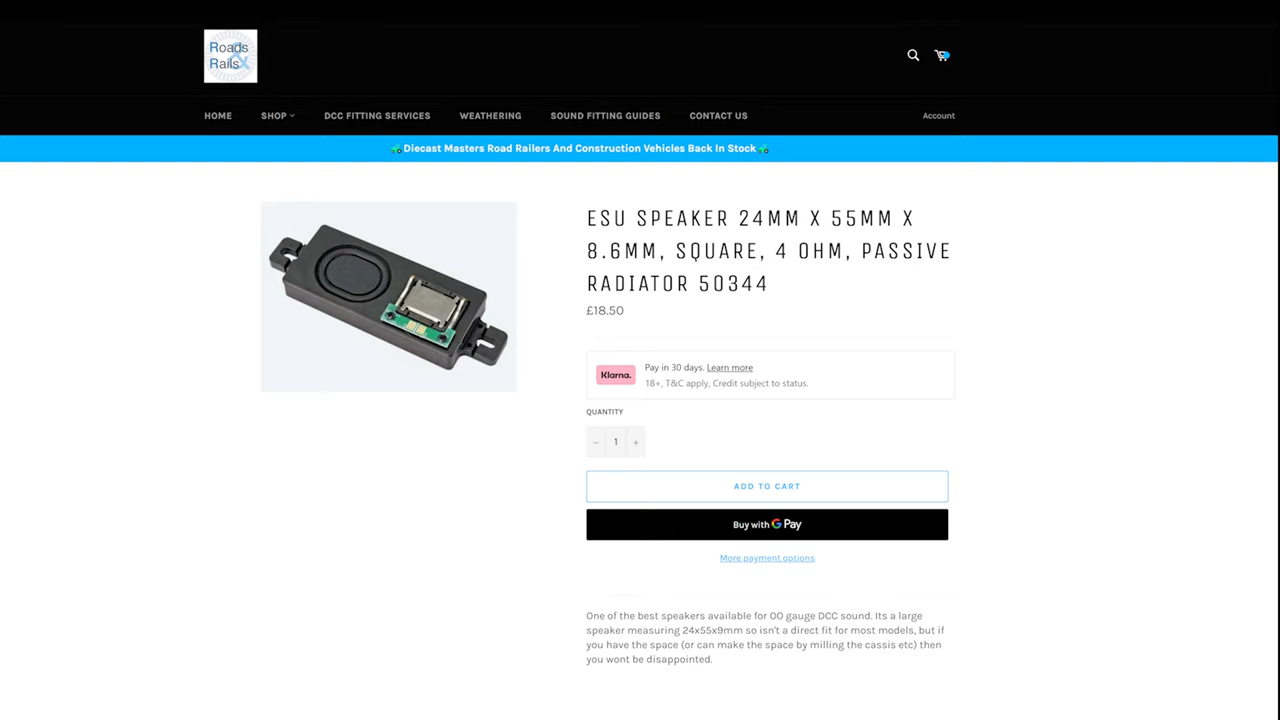 Roads
&
Rails
HOME SHOP DCC FITTING SERVICES WEATHERING SOUND FITTING GUIDES CONTACT US Account
Diecast Masters Road Railers And Construction Vehicles Back In Stock
ESU SPEAKER 24MM X 55MM X
8.6MM, SQUARE, 4 OHM, PASSIVE
RADIATOR 50344
£18.50
Klarna.
Pay in 30 days. Learn more
18+, T&C apply, Credit subject to status.
QUANTITY
− 1 +
ADD TO CART
Buy with G Pay
More payment options
One of the best speakers available for OO gauge DCC sound. Its a large
speaker measuring 24x55x9mm so isn't a direct fit for most models, but if
you have the space (or can make the space by milling the cassis etc) then
you wont be disappointed.